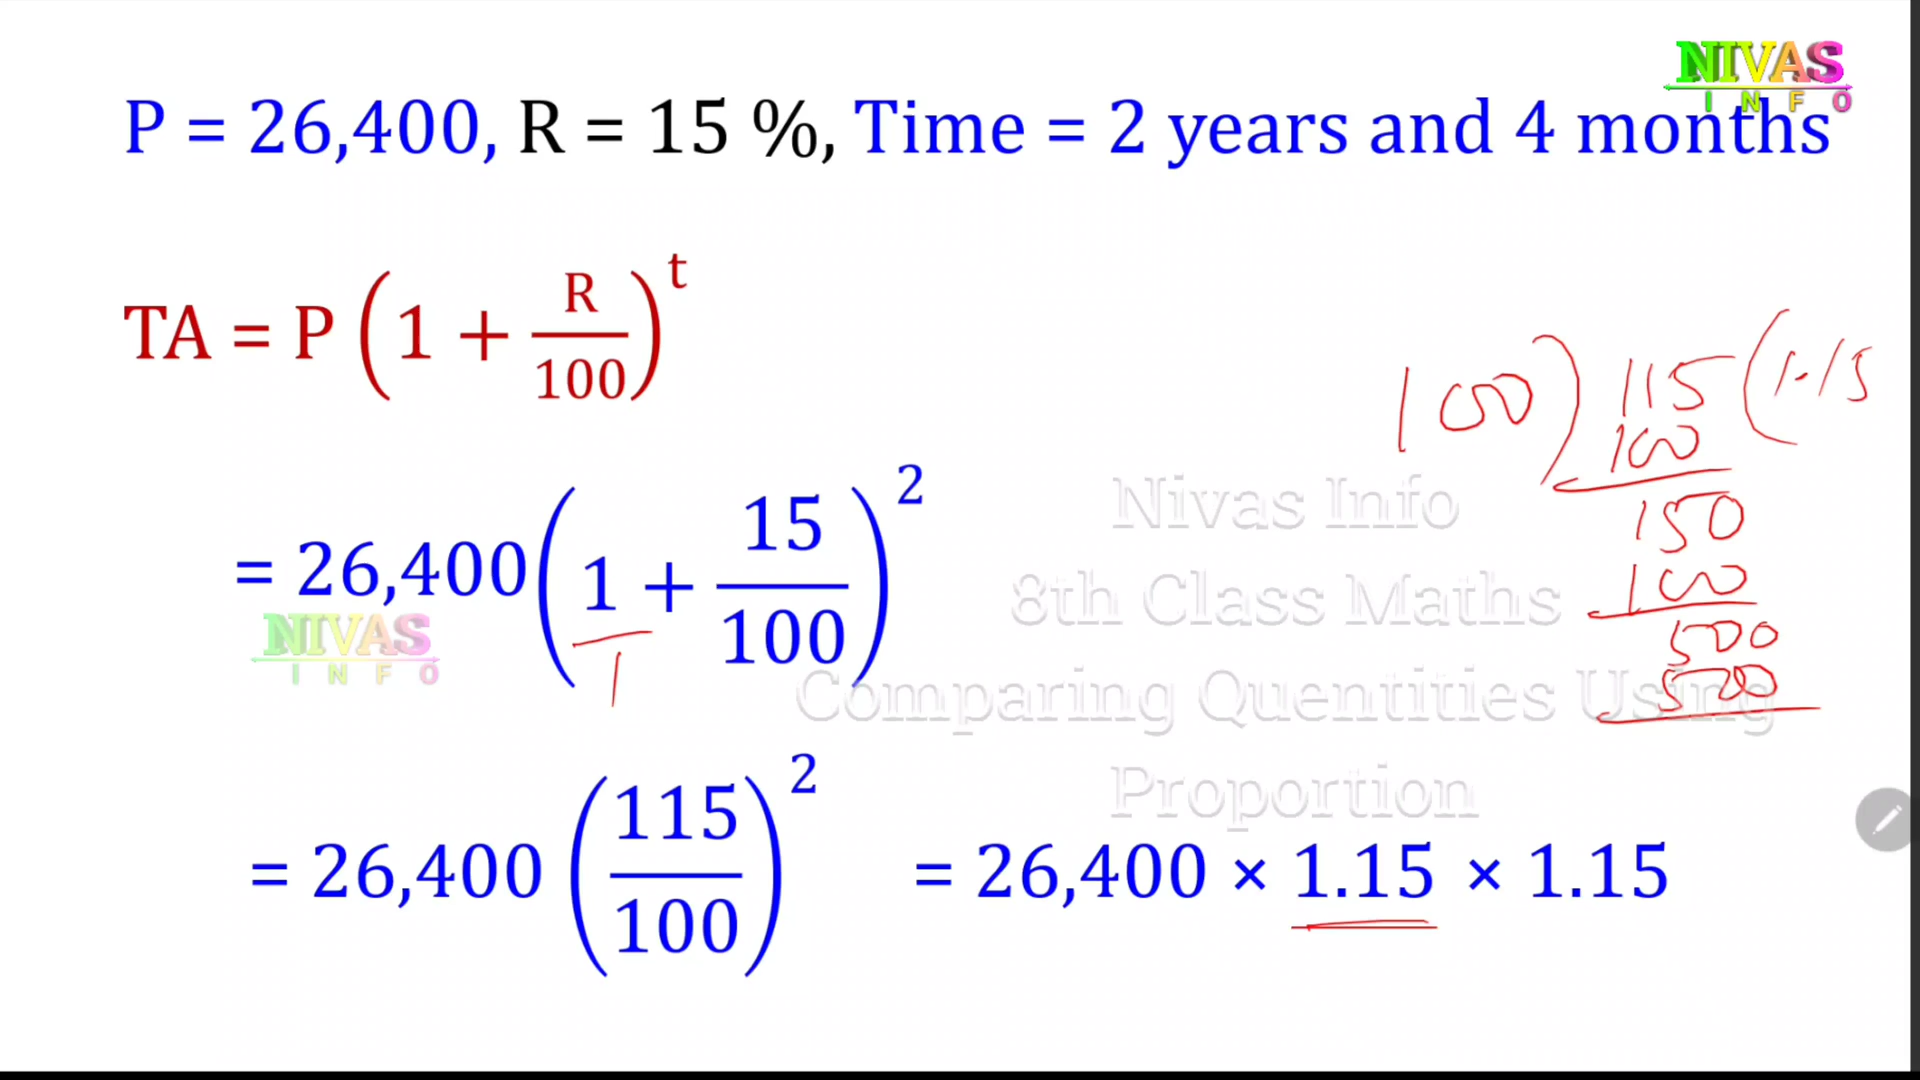 NIVAS
INFO
P = 26,400, R = 15 %, Time = 2 years and 4 months
TA = P (1 + R/100)^t
100) 115 (1.15
100
150
100
500
500
= 26,400 (1/1 + 15/100)^2
Nivas Info
8th Class Maths
Comparing Quantities Using
Proportion
NIVAS
INFO
= 26,400 (115/100)^2 = 26,400 × 1.15 × 1.15